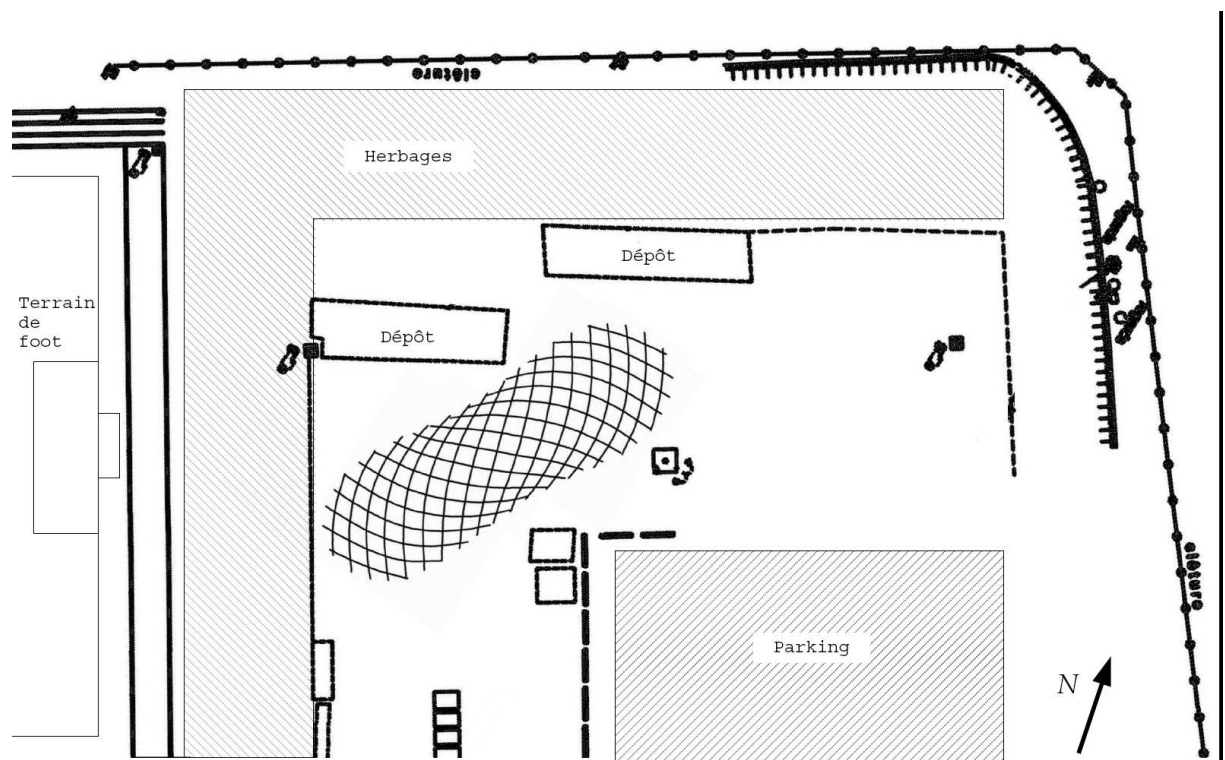 clôture
Herbages
Dépôt
Terrain
de
foot
Dépôt
clôture
Parking
N